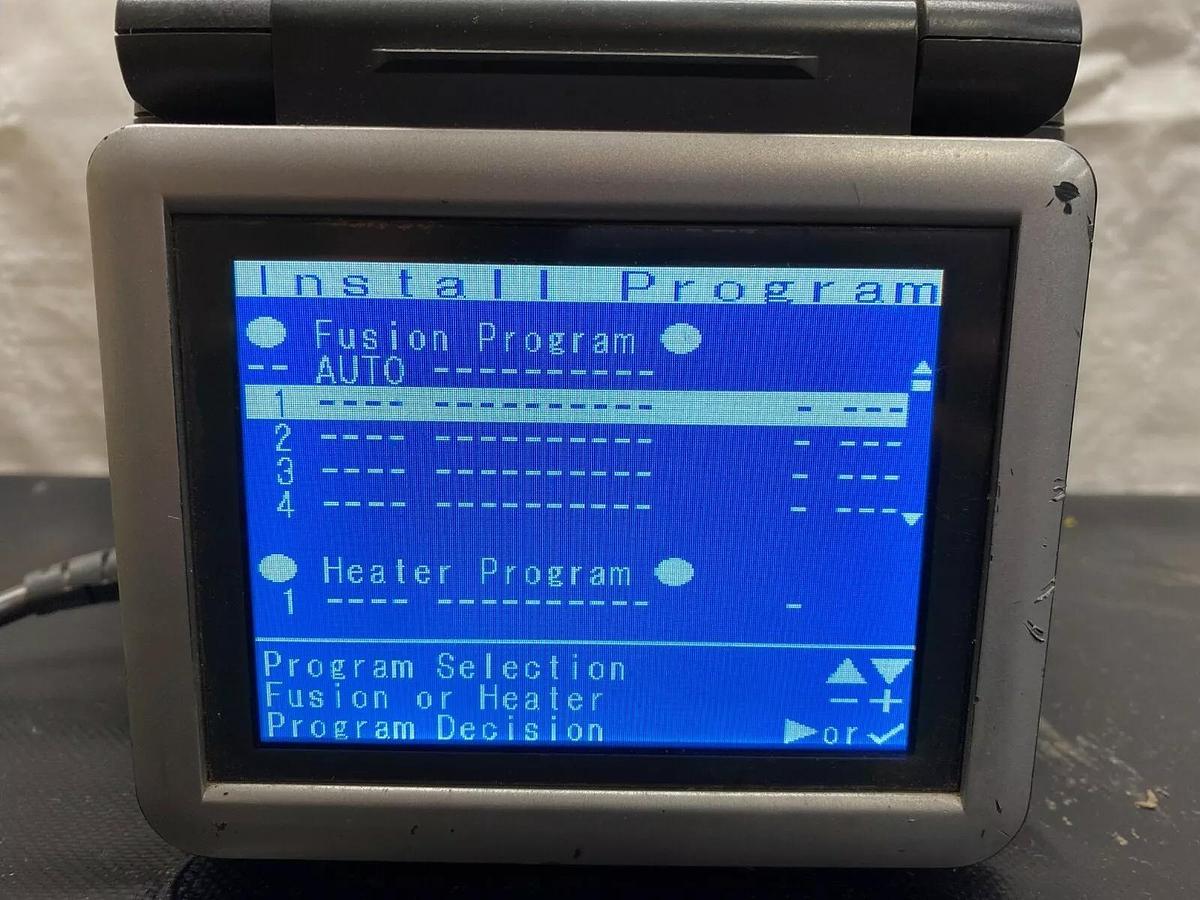 Install Program
● Fusion Program ●
-- AUTO ----------
1 ---- ---------- - ---
2 ---- ---------- - ---
3 ---- ---------- - ---
4 ---- ---------- - ---
● Heater Program ●
1 ---- ---------- -
Program Selection ▲▼
Fusion or Heater -+
Program Decision ▶or✓